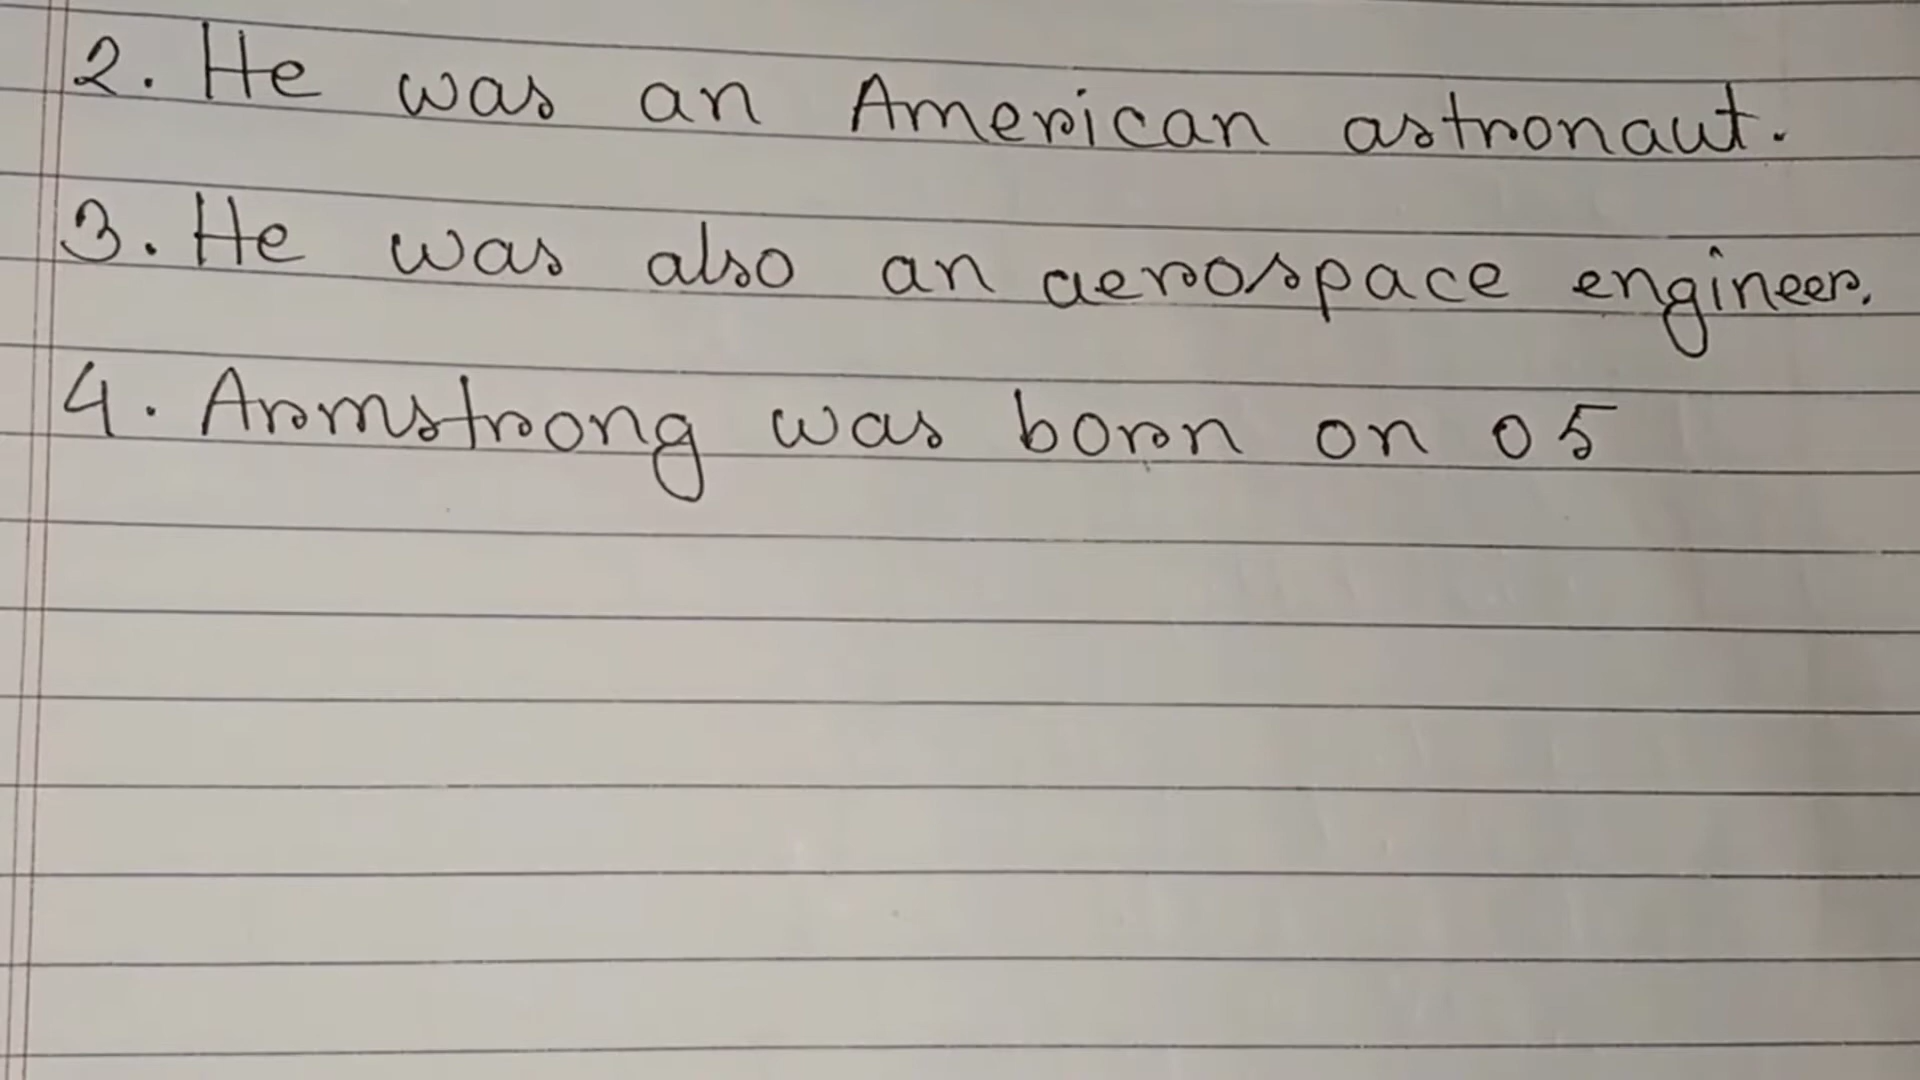 2. He was an American astronaut.
3. He was also an aerospace engineer.
4. Armstrong was born on 05